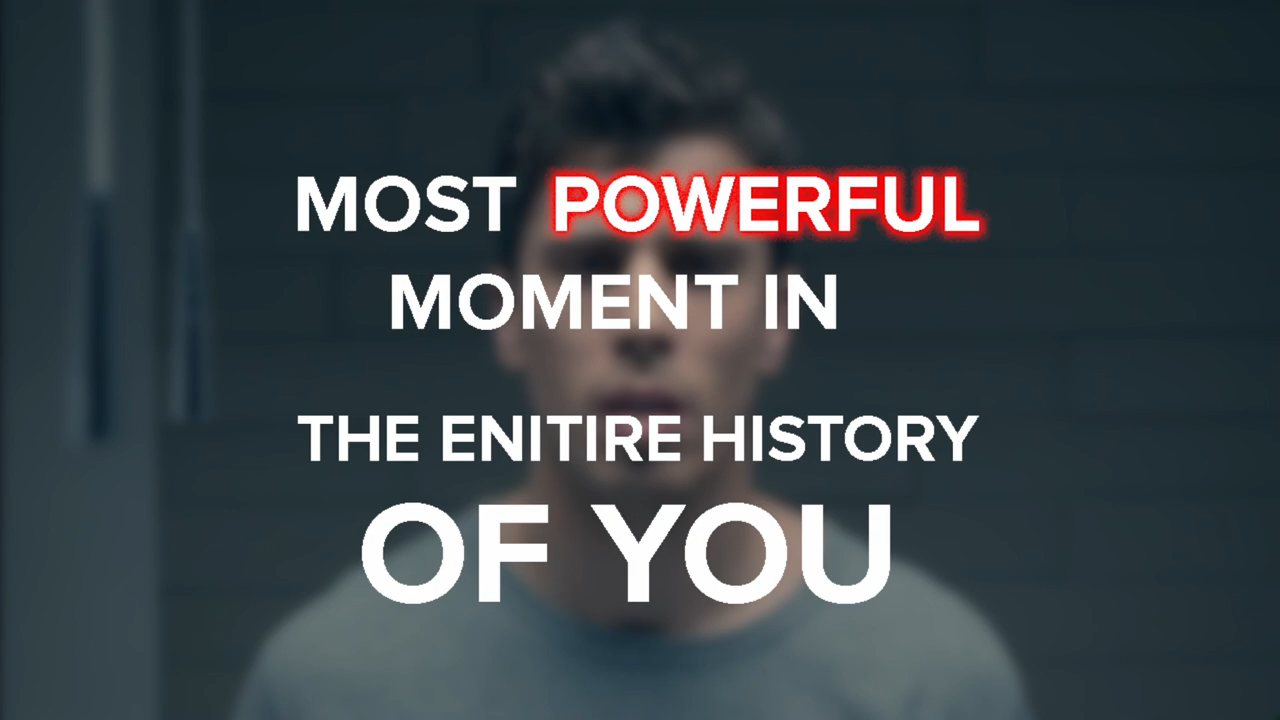 MOST POWERFUL
MOMENT IN
THE ENITIRE HISTORY
OF YOU